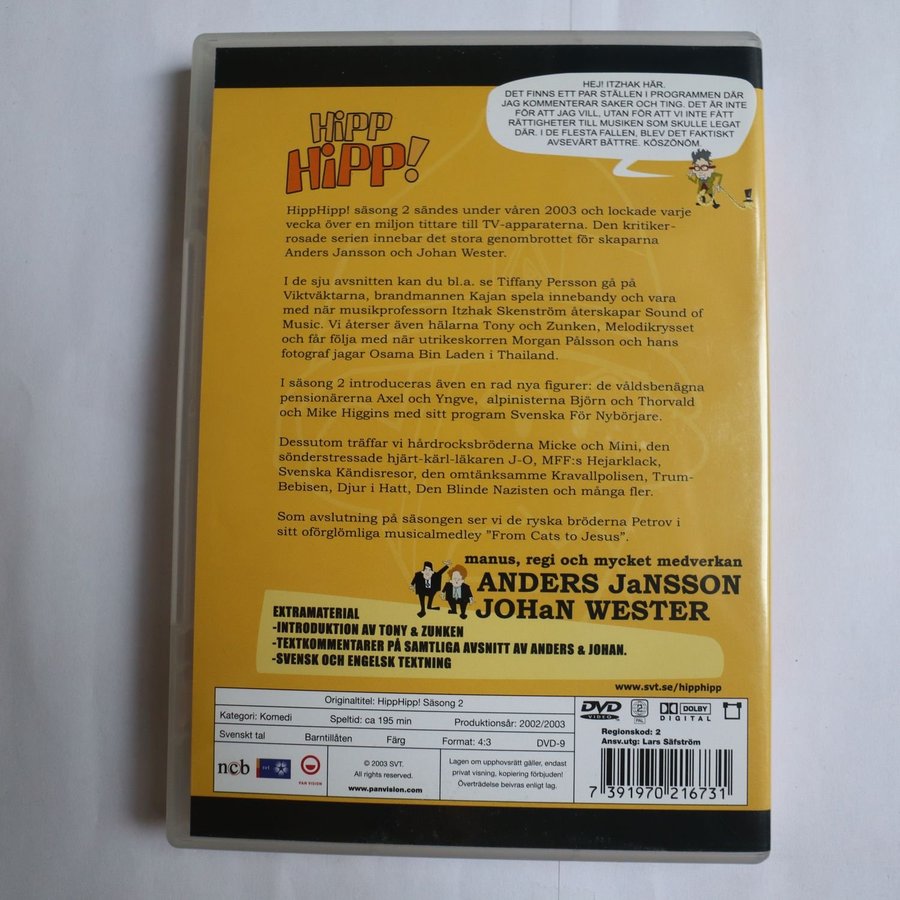 HEJ! ITZHAK HÄR.
DET FINNS ETT PAR STÄLLEN I PROGRAMMEN DÄR
JAG KOMMENTERAR SAKER OCH TING. DET ÄR INTE
FÖR ATT JAG VILL, UTAN FÖR ATT VI INTE FÅTT
RÄTTIGHETER TILL MUSIKEN SOM SKULLE LEGAT
DÄR. I DE FLESTA FALLEN, BLEV DET FAKTISKT
AVSEVÄRT BÄTTRE. KÖSZÖNÖM.
HiPP
HiPP!
HippHipp! säsong 2 sändes under våren 2003 och lockade varje
vecka över en miljon tittare till TV-apparaterna. Den kritiker-
rosade serien innebar det stora genombrottet för skaparna
Anders Jansson och Johan Wester.
I de sju avsnitten kan du bl.a. se Tiffany Persson gå på
Viktväktarna, brandmannen Kajan spela innebandy och vara
med när musikprofessorn Itzhak Skenström återskapar Sound of
Music. Vi återser även hälarna Tony och Zunken, Melodikrysset
och får följa med när utrikeskorren Morgan Pålsson och hans
fotograf jagar Osama Bin Laden i Thailand.
I säsong 2 introduceras även en rad nya figurer: de våldsbenägna
pensionärerna Axel och Yngve, alpinisterna Björn och Thorvald
och Mike Higgins med sitt program Svenska För Nybörjare.
Dessutom träffar vi hårdrocksbröderna Micke och Mini, den
sönderstressade hjärt-kärl-läkaren J-O, MFF:s Hejarklack,
Svenska Kändisresor, den omtänksamme Kravallpolisen, Trum-
Bebisen, Djur i Hatt, Den Blinde Nazisten och många fler.
Som avslutning på säsongen ser vi de ryska bröderna Petrov i
sitt oförglömliga musicalmedley ”From Cats to Jesus”.
manus, regi och mycket medverkan
ANDERS JaNSSON
JOHaN WESTER
EXTRAMATERIAL
-INTRODUKTION AV TONY & ZUNKEN
-TEXTKOMMENTARER PÅ SAMTLIGA AVSNITT AV ANDERS & JOHAN.
-SVENSK OCH ENGELSK TEXTNING
www.svt.se/hipphipp
Originaltitel: HippHipp! Säsong 2
Kategori: Komedi Speltid: ca 195 min Produktionsår: 2002/2003
Svenskt tal Barntillåten Färg Format: 4:3 DVD-9
ncb svt PAN VISION
© 2003 SVT.
All rights reserved.
www.panvision.com
Lagen om upphovsrätt gäller, endast
privat visning, kopiering förbjuden!
Överträdelse beivras enligt lag.
DVD VIDEO 2 PAL DOLBY DIGITAL
Regionskod: 2
Ansv.utg: Lars Säfström
7 391970 216731